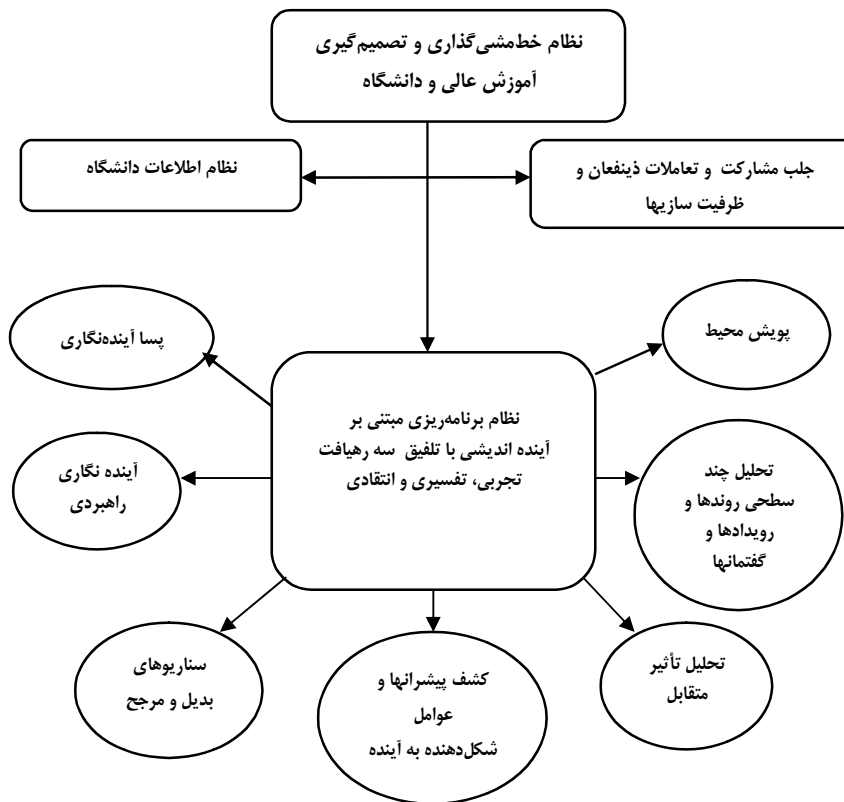 نظام خط‌مشی‌گذاری و تصمیم‌گیری
آموزش عالی و دانشگاه
جلب مشارکت و تعاملات ذینفعان و
ظرفیت سازیها
نظام اطلاعات دانشگاه
پویش محیط
پسا آینده‌نگاری
نظام برنامه‌ریزی مبتنی بر
آینده اندیشی با تلفیق سه رهیافت
تجربی، تفسیری و انتقادی
تحلیل چند
سطحی روندها و
رویدادها و
گفتمانها
آینده نگاری
راهبردی
تحلیل تأثیر
متقابل
کشف پیشرانها و
عوامل
شکل‌دهنده به آینده
سناریوهای
بدیل و مرجح